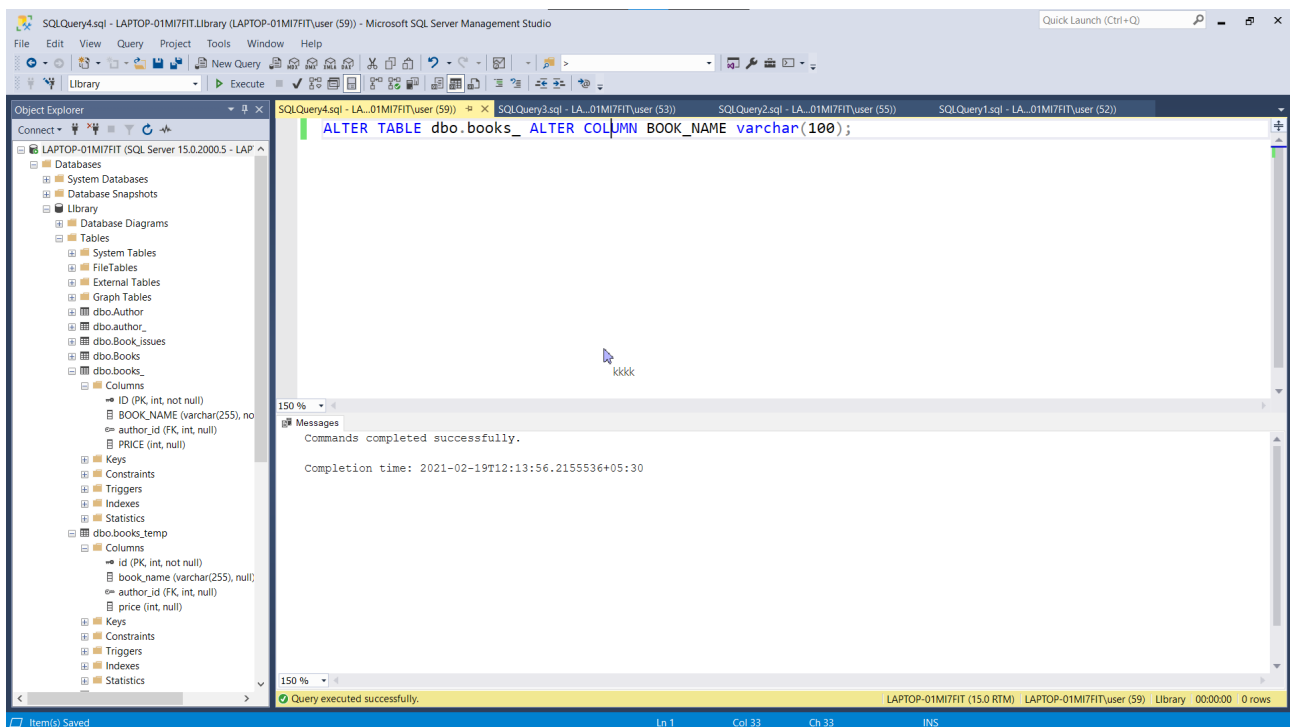 SQLQuery4.sql - LAPTOP-01MI7FIT.LIbrary (LAPTOP-01MI7FIT\user (59)) - Microsoft SQL Server Management Studio
Quick Launch (Ctrl+Q)
File Edit View Query Project Tools Window Help
New Query
LIbrary
Execute
Object Explorer
SQLQuery4.sql - LA...01MI7FIT\user (59)) SQLQuery3.sql - LA...01MI7FIT\user (53)) SQLQuery2.sql - LA...01MI7FIT\user (55)) SQLQuery1.sql - LA...01MI7FIT\user (52))
Connect
ALTER TABLE dbo.books_ ALTER COLUMN BOOK_NAME varchar(100);
LAPTOP-01MI7FIT (SQL Server 15.0.2000.5 - LAP
Databases
System Databases
Database Snapshots
LIbrary
Database Diagrams
Tables
System Tables
FileTables
External Tables
Graph Tables
dbo.Author
dbo.author_
dbo.Book_issues
dbo.Books
dbo.books_
Columns
ID (PK, int, not null)
BOOK_NAME (varchar(255), no
author_id (FK, int, null)
PRICE (int, null)
Keys
Constraints
Triggers
Indexes
Statistics
dbo.books_temp
Columns
id (PK, int, not null)
book_name (varchar(255), null)
author_id (FK, int, null)
price (int, null)
Keys
Constraints
Triggers
Indexes
Statistics
kkkk
150 %
Messages
Commands completed successfully.
Completion time: 2021-02-19T12:13:56.2155536+05:30
150 %
Query executed successfully.
LAPTOP-01MI7FIT (15.0 RTM) LAPTOP-01MI7FIT\user (59) LIbrary 00:00:00 0 rows
Item(s) Saved Ln 1 Col 33 Ch 33 INS